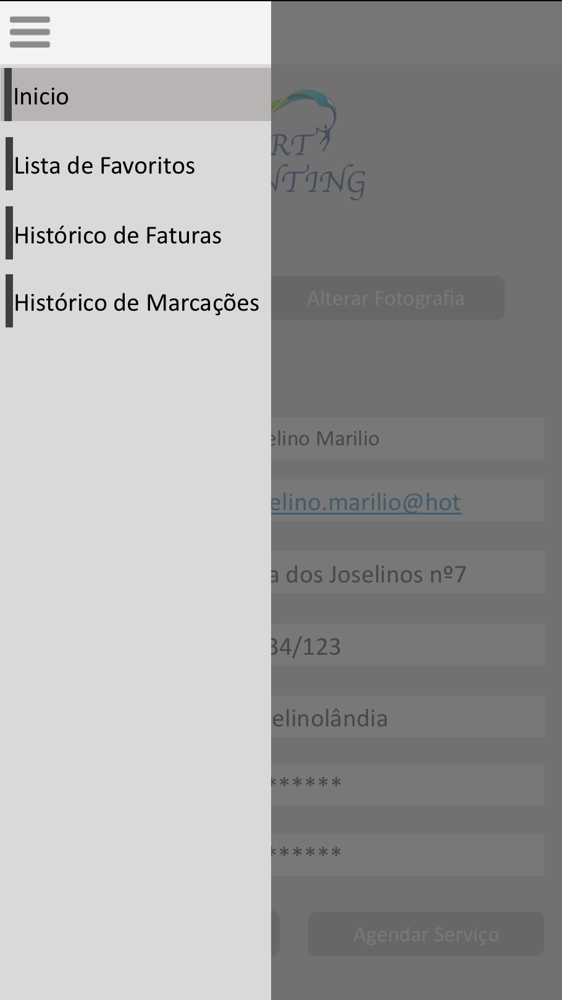 Inicio
Lista de Favoritos
Histórico de Faturas
Histórico de Marcações
RT
NTING
Alterar Fotografia
elino Marilio
elino.marilio@hot
a dos Joselinos nº7
34/123
elinolândia
******
******
Agendar Serviço